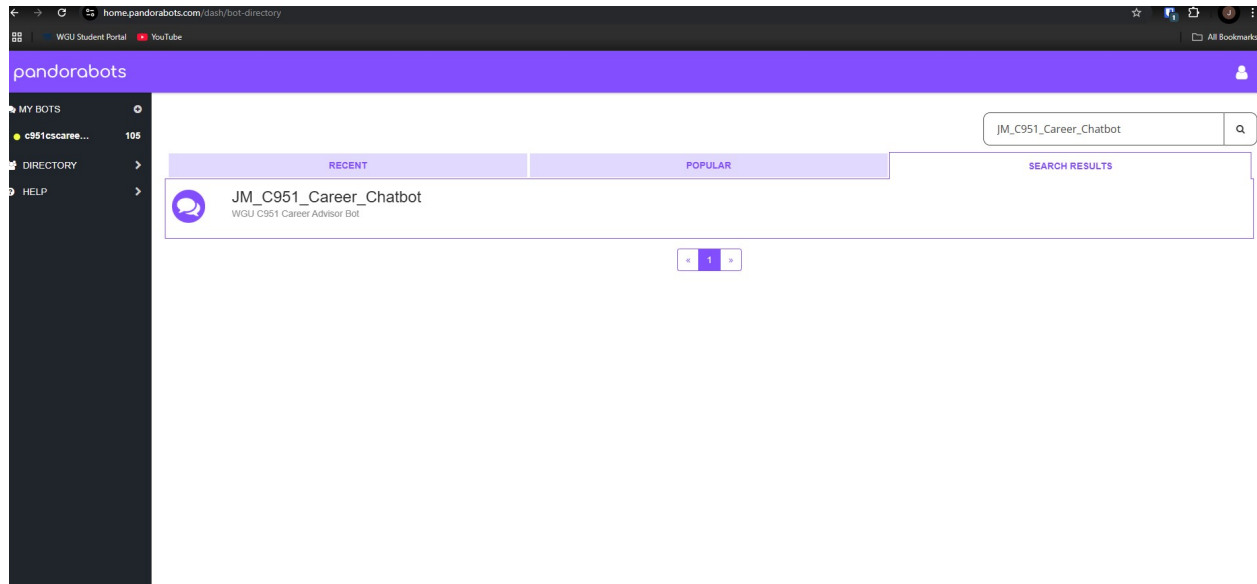 home.pandorabots.com/dash/bot-directory
WGU Student Portal YouTube All Bookmarks
pandorabots
MY BOTS
c951cscaree... 105
DIRECTORY
HELP
JM_C951_Career_Chatbot
RECENT POPULAR SEARCH RESULTS
JM_C951_Career_Chatbot
WGU C951 Career Advisor Bot
« 1 »